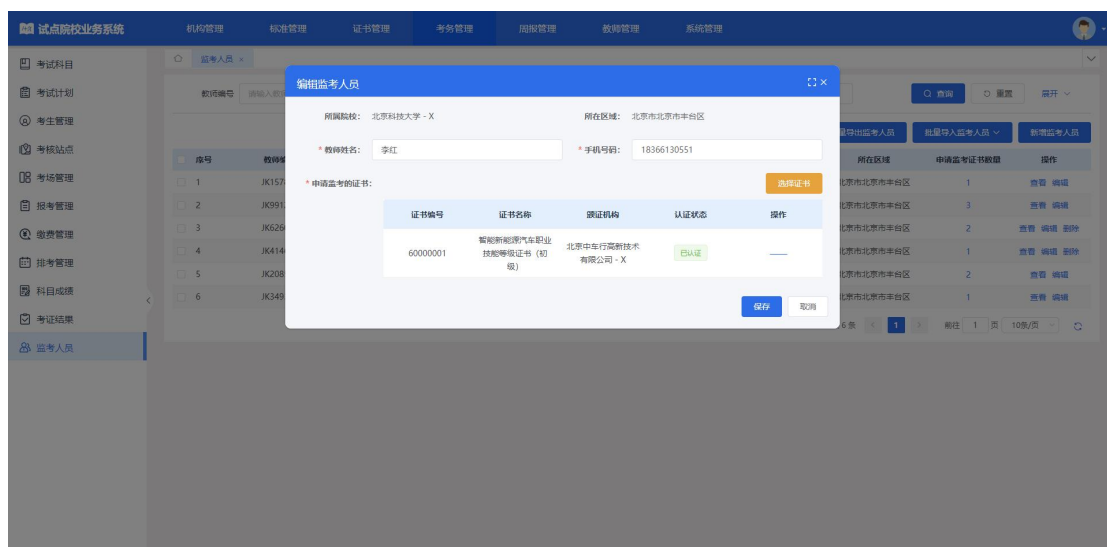 试点院校业务系统
机构管理 标准管理 证书管理 考务管理 周报管理 教师管理 系统管理
考试科目
考试计划
考生管理
考核站点
考场管理
报考管理
缴费管理
排考管理
科目成绩
考证结果
监考人员
监考人员 ×
教师编号 查询 重置 展开
量导出监考人员 批量导入监考人员 新增监考人员
序号 教师编 所在区域 申请监考证书数量 操作
1 JK157 北京市北京市丰台区 1 查看 编辑
2 JK991 北京市北京市丰台区 3 查看 编辑
3 JK626 北京市北京市丰台区 2 查看 编辑 删除
4 JK414 北京市北京市丰台区 1 查看 编辑 删除
5 JK208 北京市北京市丰台区 2 查看 编辑
6 JK349 北京市北京市丰台区 1 查看 编辑
6 条 1 前往 1 页 10条/页
编辑监考人员
所属院校: 北京科技大学 - X 所在区域: 北京市北京市丰台区
* 教师姓名: 李红 * 手机号码: 18366130551
* 申请监考的证书: 选择证书
证书编号 证书名称 颁证机构 认证状态 操作
60000001 智能新能源汽车职业技能等级证书（初级） 北京中车行高新技术有限公司 - X 已认证 ——
保存 取消